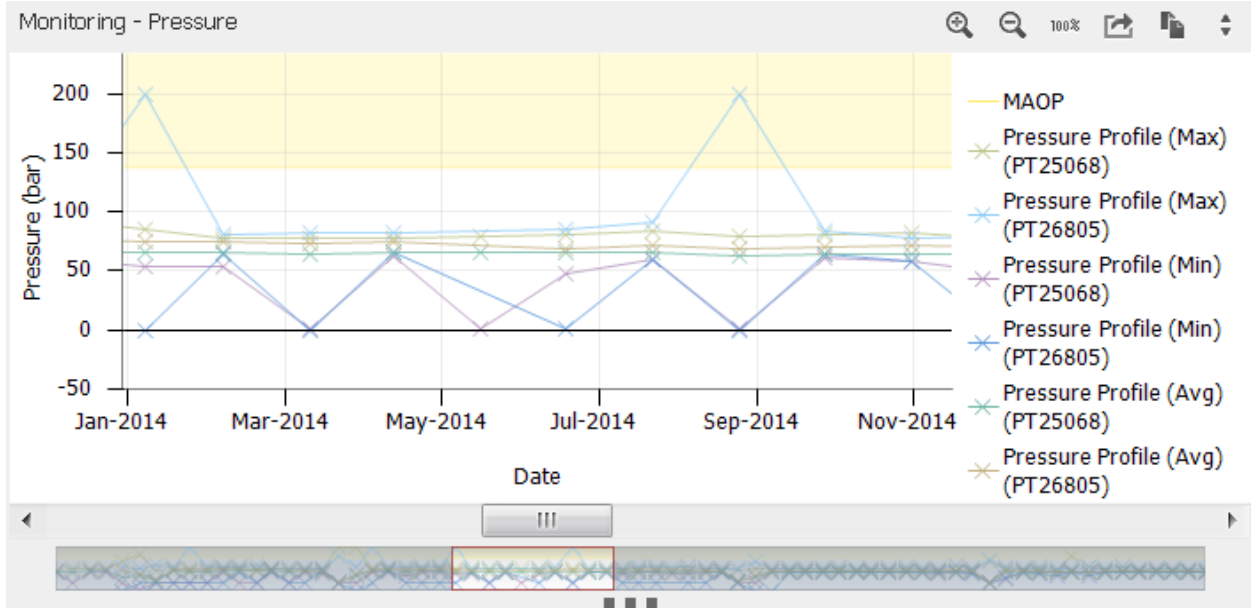 Monitoring - Pressure
100%
200
150
100
50
0
-50
Pressure (bar)
Jan-2014 Mar-2014 May-2014 Jul-2014 Sep-2014 Nov-2014
Date
MAOP
Pressure Profile (Max)
(PT25068)
Pressure Profile (Max)
(PT26805)
Pressure Profile (Min)
(PT25068)
Pressure Profile (Min)
(PT26805)
Pressure Profile (Avg)
(PT25068)
Pressure Profile (Avg)
(PT26805)